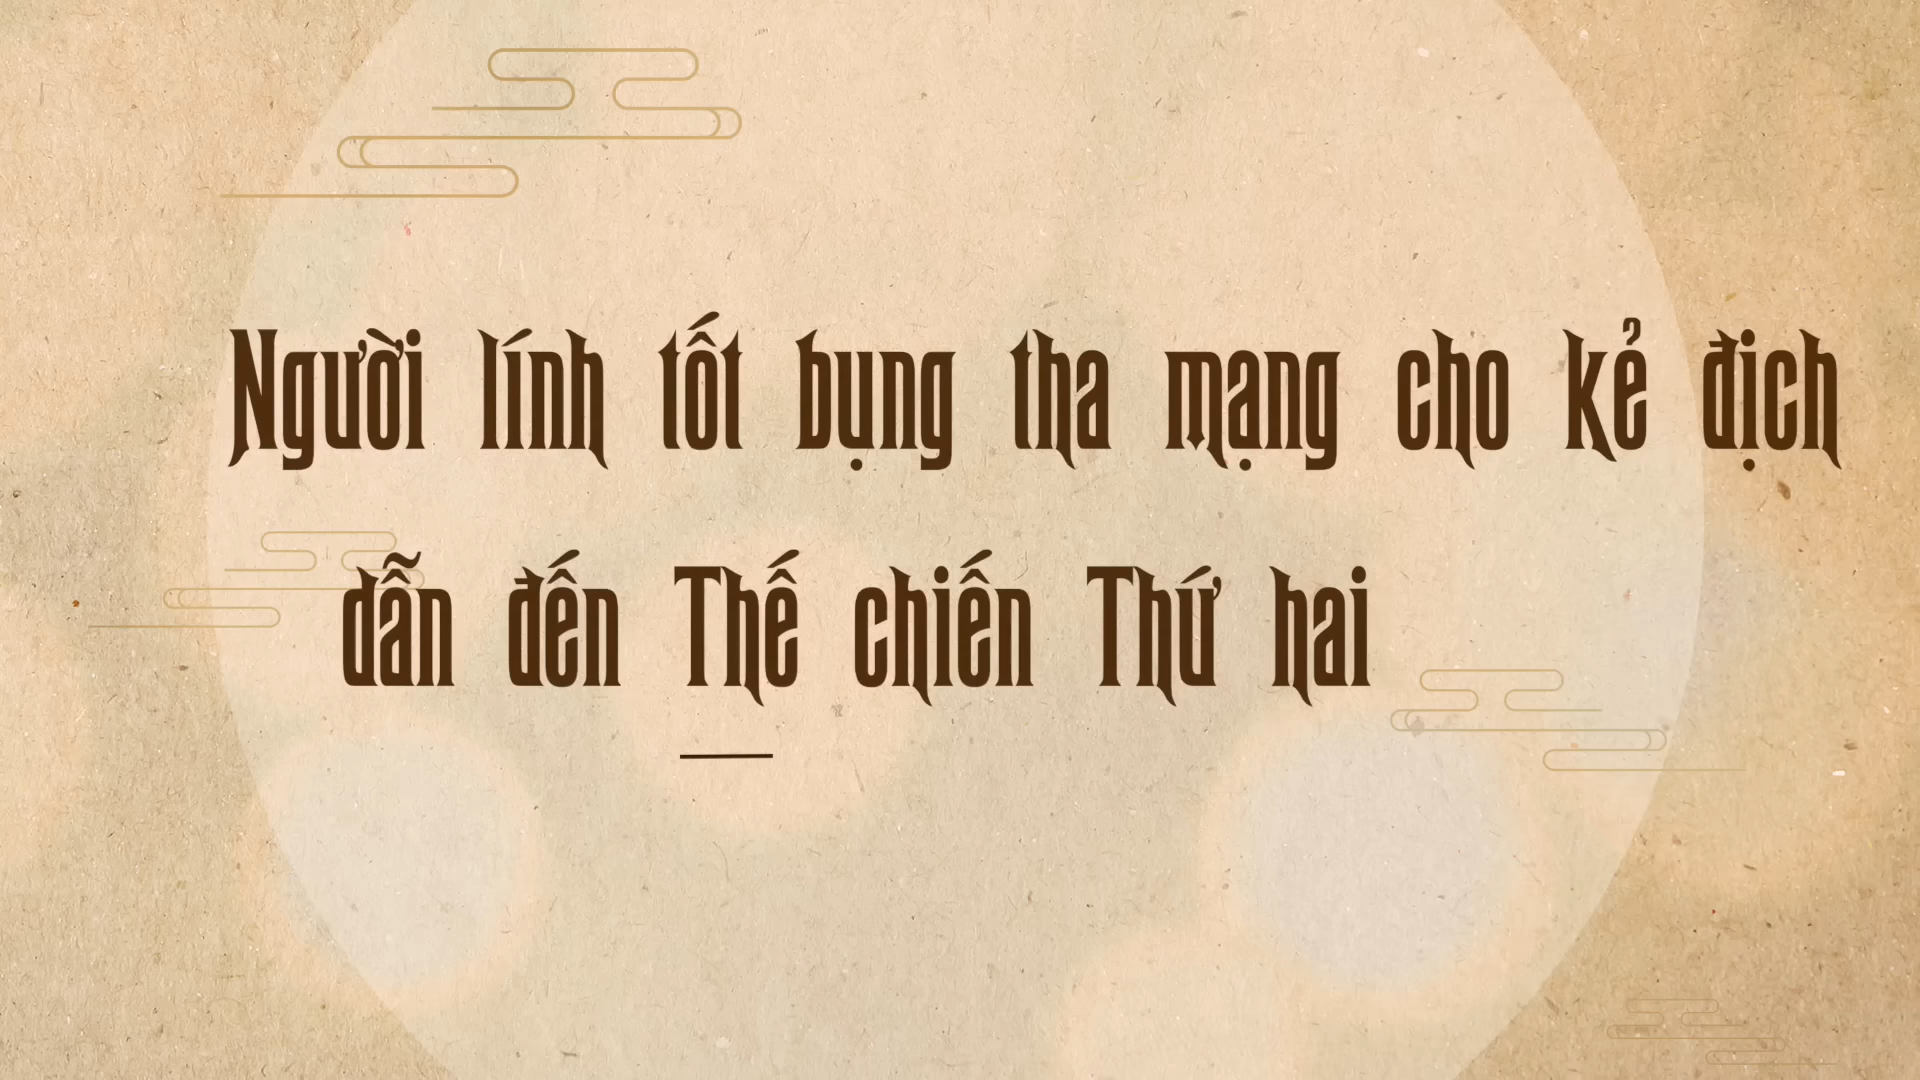 Người lính tốt bụng tha mạng cho kẻ địch
dẫn đến Thế chiến Thứ hai